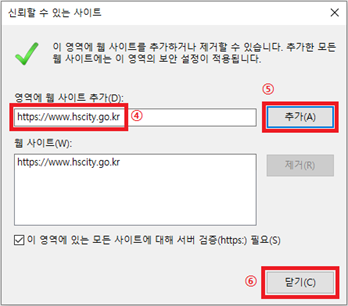 신뢰할 수 있는 사이트
이 영역에 웹 사이트를 추가하거나 제거할 수 있습니다. 추가한 모든
웹 사이트에는 이 영역의 보안 설정이 적용됩니다.
영역에 웹 사이트 추가(D):
⑤
https://www.hscity.go.kr ④ 추가(A)
웹 사이트(W):
https://www.hscity.go.kr 제거(R)
이 영역에 있는 모든 사이트에 대해 서버 검증(https:) 필요(S)
⑥ 닫기(C)